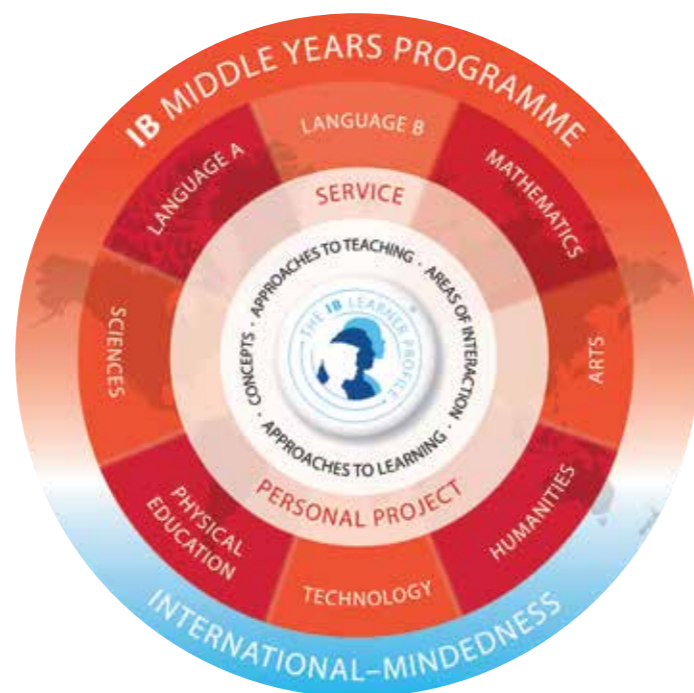 IB MIDDLE YEARS PROGRAMME
LANGUAGE A
LANGUAGE B
MATHEMATICS
SCIENCES
ARTS
PHYSICAL
EDUCATION
TECHNOLOGY
HUMANITIES
SERVICE
PERSONAL PROJECT
APPROACHES TO TEACHING · AREAS OF INTERACTION · APPROACHES TO LEARNING · CONCEPTS ·
THE IB LEARNER PROFILE ®
INTERNATIONAL–MINDEDNESS